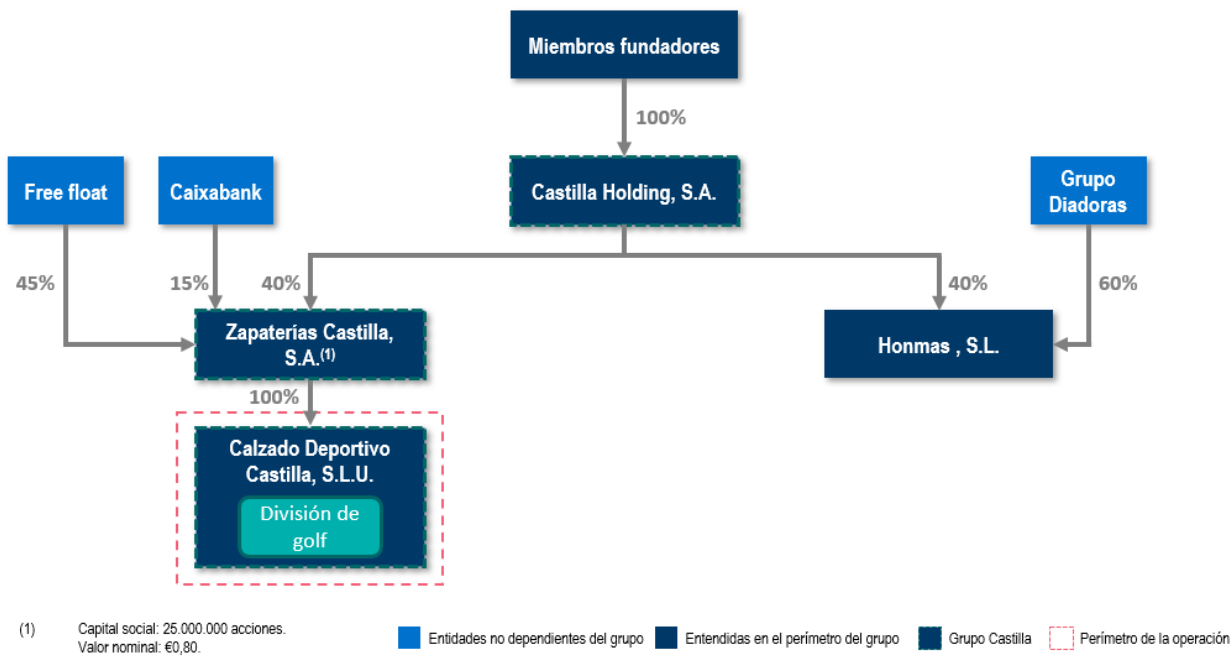 Miembros fundadores
100%
Free float
Caixabank
Castilla Holding, S.A.
Grupo
Diadoras
45%
15%
40%
40%
60%
Zapaterías Castilla,
S.A.(1)
Honmas , S.L.
100%
Calzado Deportivo
Castilla, S.L.U.
División de
golf
(1) Capital social: 25.000.000 acciones.
Valor nominal: €0,80.
Entidades no dependientes del grupo
Entendidas en el perímetro del grupo
Grupo Castilla
Perímetro de la operación